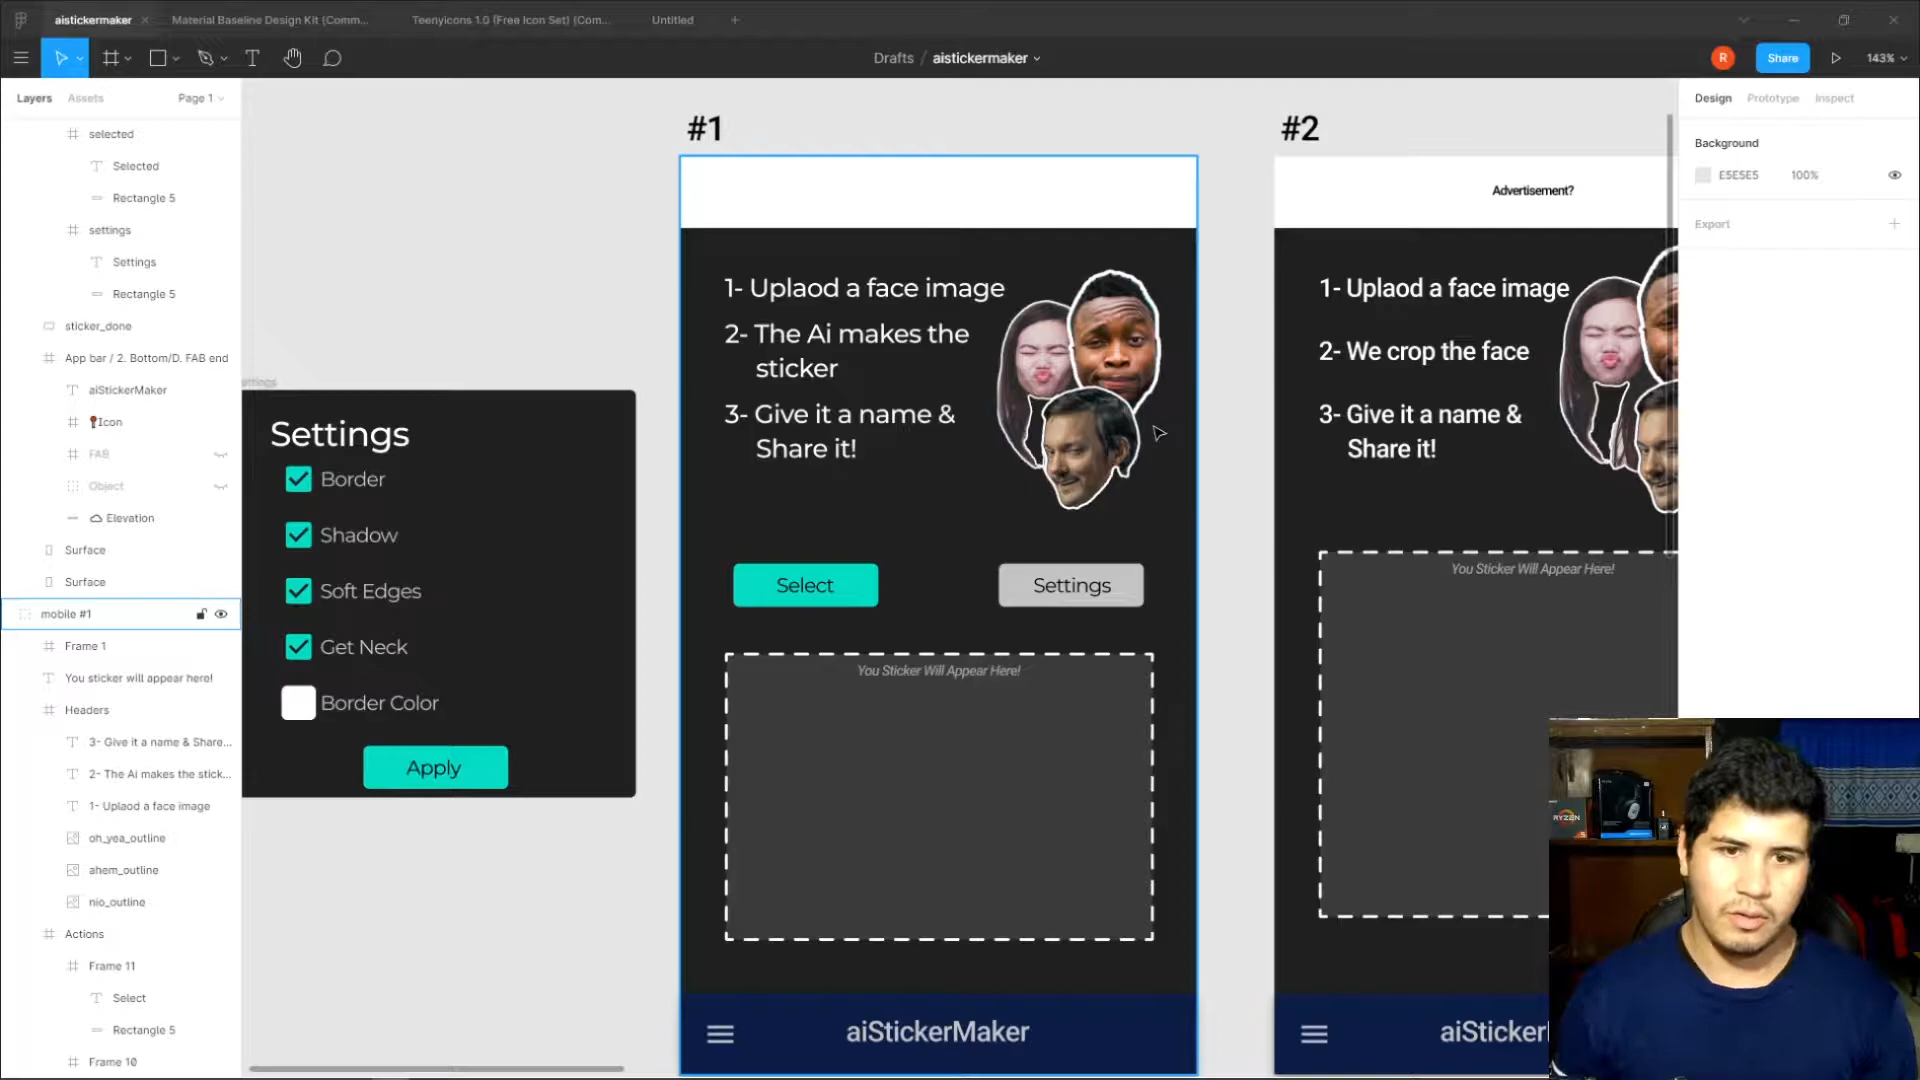 aistickermaker
Material Baseline Design Kit (Comm...
Teenyicons 1.0 (Free Icon Set) (Com...
Untitled
Drafts / aistickermaker
R
Share
143%
Layers
Assets
Page 1
selected
Selected
Rectangle 5
settings
Settings
Rectangle 5
sticker_done
App bar / 2. Bottom/D. FAB end
aiStickerMaker
Icon
FAB
Object
Elevation
Surface
Surface
mobile #1
Frame 1
You sticker will appear here!
Headers
3- Give it a name & Share...
2- The Ai makes the stick...
1- Uplaod a face image
oh_yea_outline
ahem_outline
nio_outline
Actions
Frame 11
Select
Rectangle 5
Frame 10
ettings
Settings
Border
Shadow
Soft Edges
Get Neck
Border Color
Apply
#1
1- Uplaod a face image
2- The Ai makes the
sticker
3- Give it a name &
Share it!
Select
Settings
You Sticker Will Appear Here!
aiStickerMaker
#2
Advertisement?
1- Uplaod a face image
2- We crop the face
3- Give it a name &
Share it!
You Sticker Will Appear Here!
aiSticker
Design
Prototype
Inspect
Background
E5E5E5
100%
Export
RYZEN